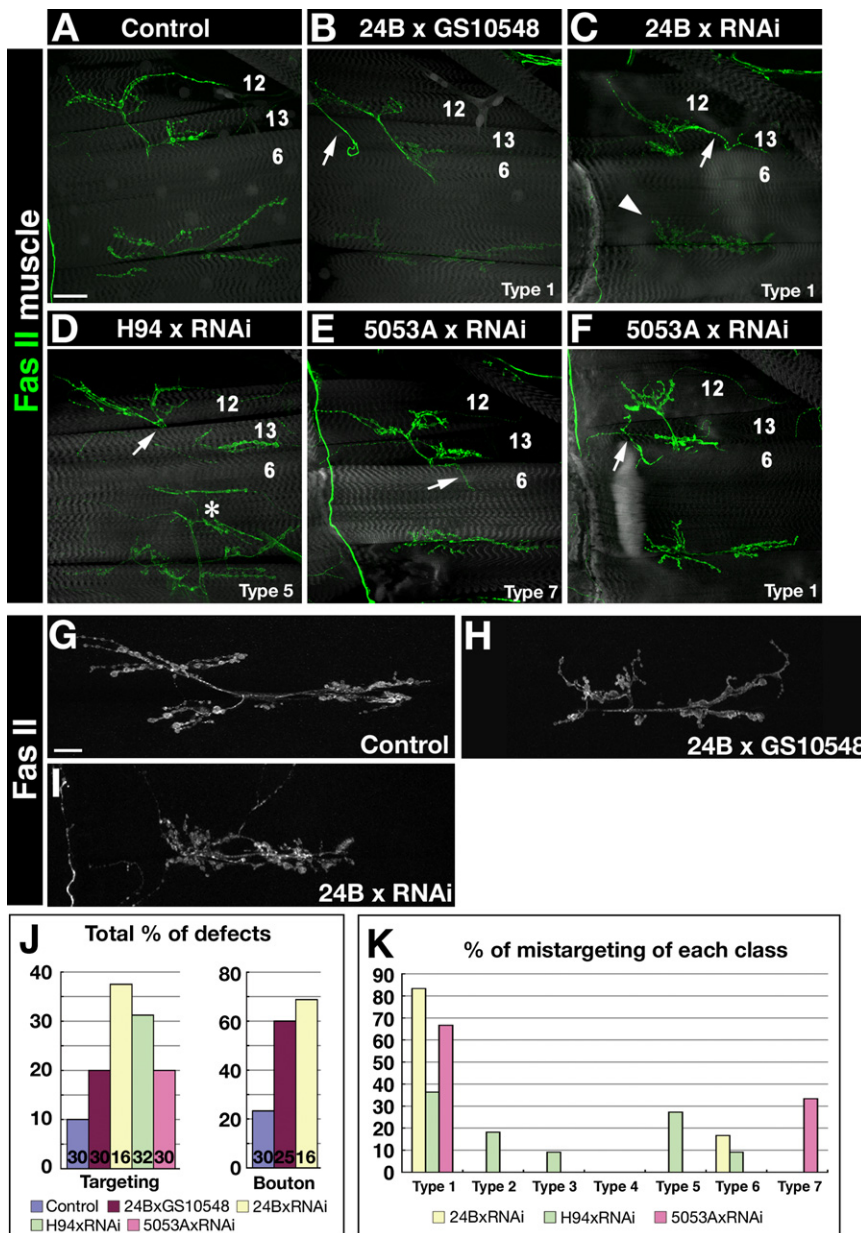 A Control
B 24B x GS10548
C 24B x RNAi
Fas II muscle
12
13
6
12
13
6
Type 1
12
13
6
Type 1
D H94 x RNAi
E 5053A x RNAi
F 5053A x RNAi
12
13
6
*
Type 5
12
13
6
Type 7
12
13
6
Type 1
Fas II
G
Control
H
24B x GS10548
I
24B x RNAi
J Total % of defects
40
30
20
10
0
30 30 16 32 30
Targeting
80
60
40
20
0
30 25 16
Bouton
Control 24BxGS10548 24BxRNAi
H94xRNAi 5053AxRNAi
K % of mistargeting of each class
90
80
70
60
50
40
30
20
10
0
Type 1 Type 2 Type 3 Type 4 Type 5 Type 6 Type 7
24BxRNAi H94xRNAi 5053AxRNAi